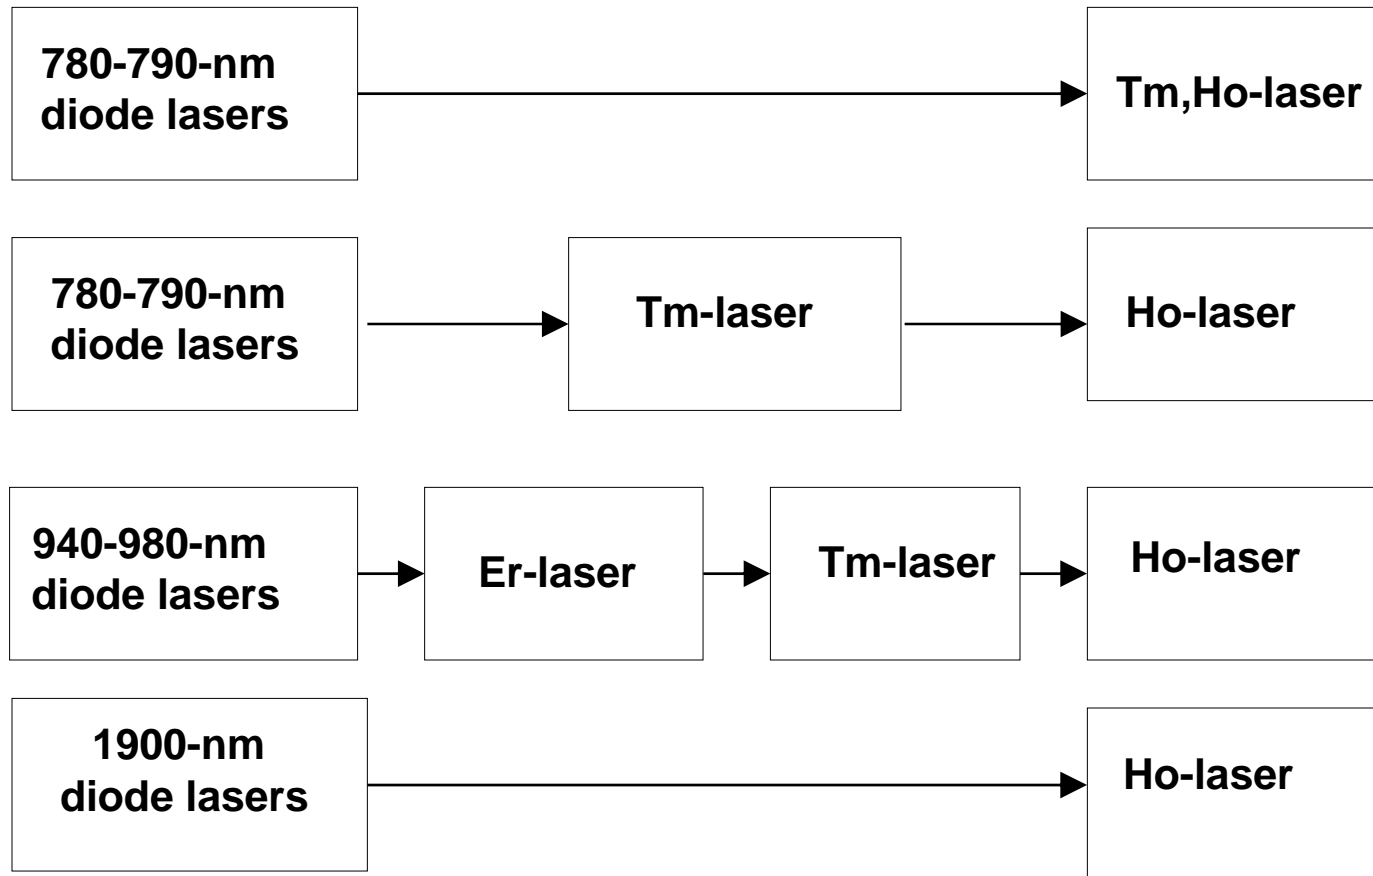 780-790-nm
diode lasers
Tm,Ho-laser
780-790-nm
diode lasers
Tm-laser
Ho-laser
940-980-nm
diode lasers
Er-laser
Tm-laser
Ho-laser
1900-nm
diode lasers
Ho-laser